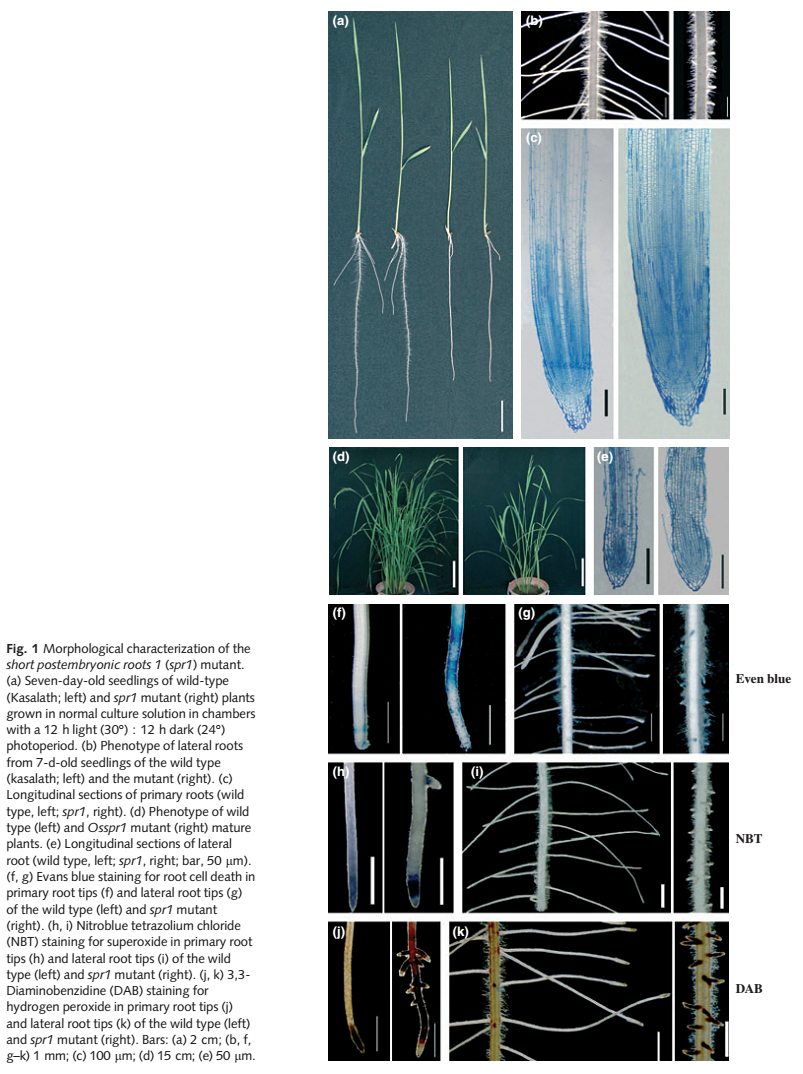 (a)
(b)
(c)
(d)
(e)
(f)
(g)
Even blue
(h)
(i)
NBT
(j)
(k)
DAB
Fig. 1 Morphological characterization of the
short postembryonic roots 1 (spr1) mutant.
(a) Seven-day-old seedlings of wild-type
(Kasalath; left) and spr1 mutant (right) plants
grown in normal culture solution in chambers
with a 12 h light (30°) : 12 h dark (24°)
photoperiod. (b) Phenotype of lateral roots
from 7-d-old seedlings of the wild type
(kasalath; left) and the mutant (right). (c)
Longitudinal sections of primary roots (wild
type, left; spr1, right). (d) Phenotype of wild
type (left) and Osspr1 mutant (right) mature
plants. (e) Longitudinal sections of lateral
root (wild type, left; spr1, right; bar, 50 μm).
(f, g) Evans blue staining for root cell death in
primary root tips (f) and lateral root tips (g)
of the wild type (left) and spr1 mutant
(right). (h, i) Nitroblue tetrazolium chloride
(NBT) staining for superoxide in primary root
tips (h) and lateral root tips (i) of the wild
type (left) and spr1 mutant (right). (j, k) 3,3-
Diaminobenzidine (DAB) staining for
hydrogen peroxide in primary root tips (j)
and lateral root tips (k) of the wild type (left)
and spr1 mutant (right). Bars: (a) 2 cm; (b, f,
g–k) 1 mm; (c) 100 μm; (d) 15 cm; (e) 50 μm.